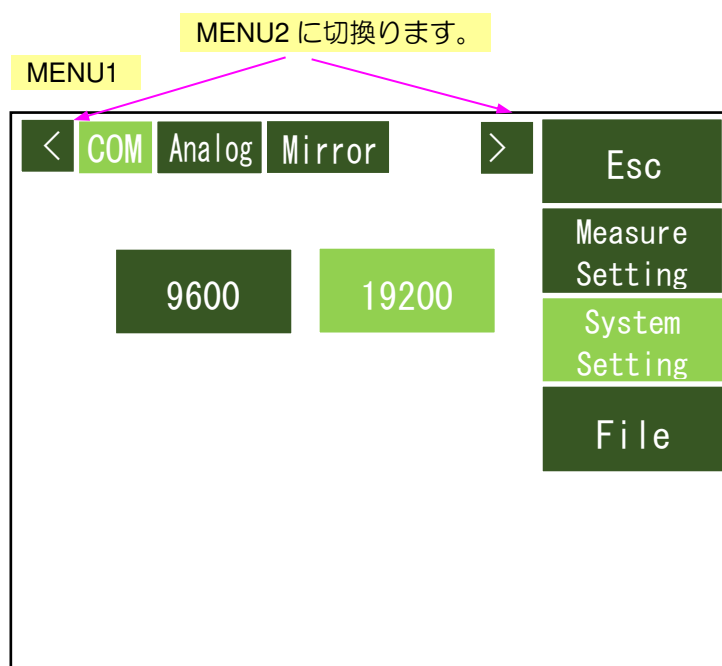 MENU2 に切換ります。
MENU1
< COM Analog Mirror >
Esc
Measure
Setting
9600 19200
System
Setting
File